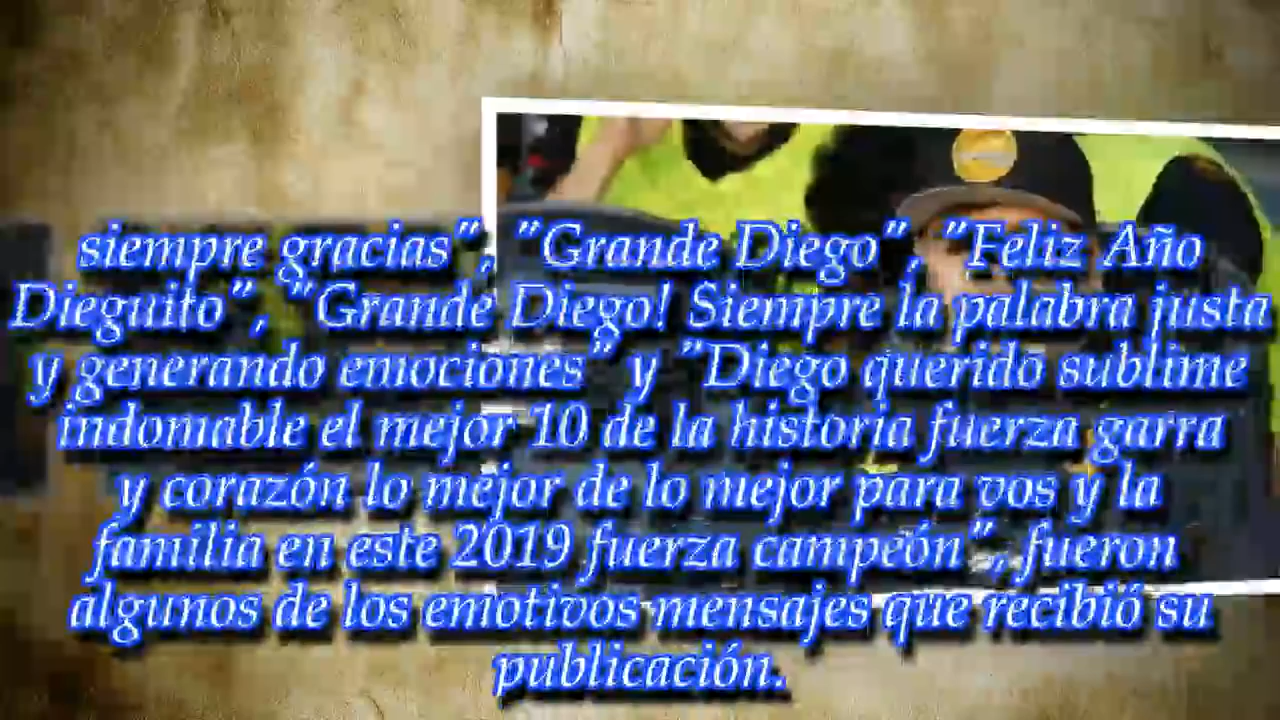 siempre gracias", "Grande Diego", "Feliz Año
Dieguito", "Grande Diego! Siempre la palabra justa
y generando emociones" y "Diego querido sublime
indomable el mejor 10 de la historia fuerza garra
y corazón lo mejor de lo mejor para vos y la
familia en este 2019 fuerza campeón", fueron
algunos de los emotivos mensajes que recibió su
publicación.